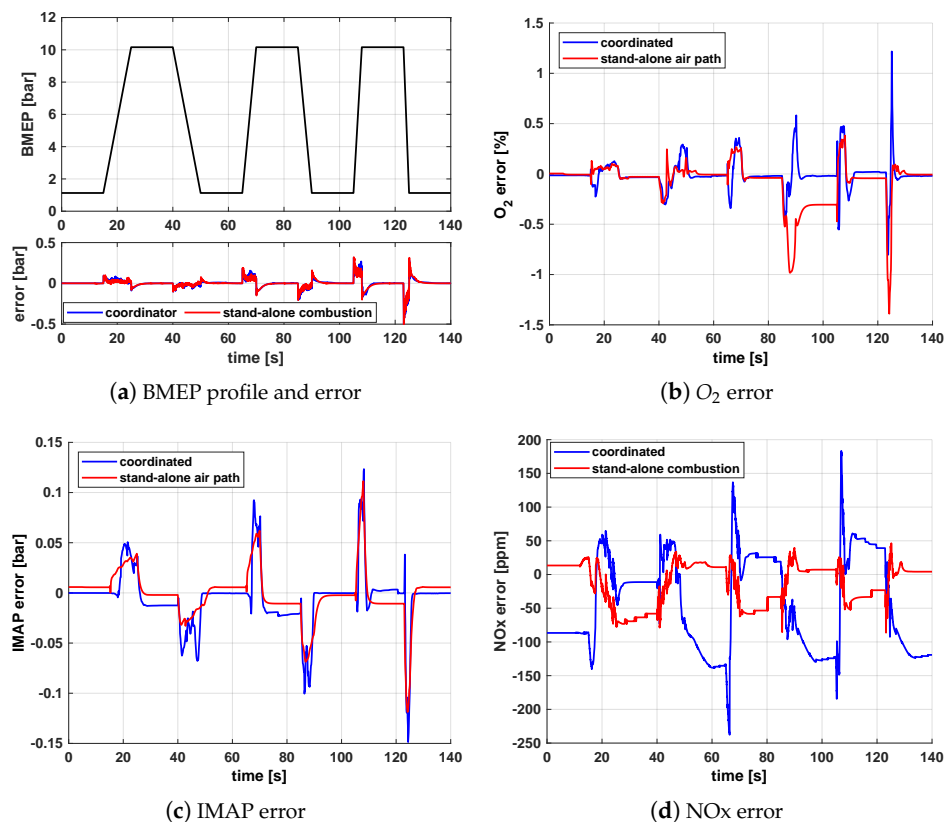 12
10
8
6
4
2
0
BMEP [bar]
0 20 40 60 80 100 120 140
0.5
0
-0.5
error [bar]
coordinator stand-alone combustion
0 20 40 60 80 100 120 140
time [s]
(a) BMEP profile and error
1.5
1
0.5
0
-0.5
-1
-1.5
O2 error [%]
coordinated
stand-alone air path
0 20 40 60 80 100 120 140
time [s]
(b) O2 error
0.15
0.1
0.05
0
-0.05
-0.1
-0.15
IMAP error [bar]
coordinated
stand-alone air path
0 20 40 60 80 100 120 140
time [s]
(c) IMAP error
200
150
100
50
0
-50
-100
-150
-200
-250
NOx error [ppm]
coordinated
stand-alone combustion
0 20 40 60 80 100 120 140
time [s]
(d) NOx error